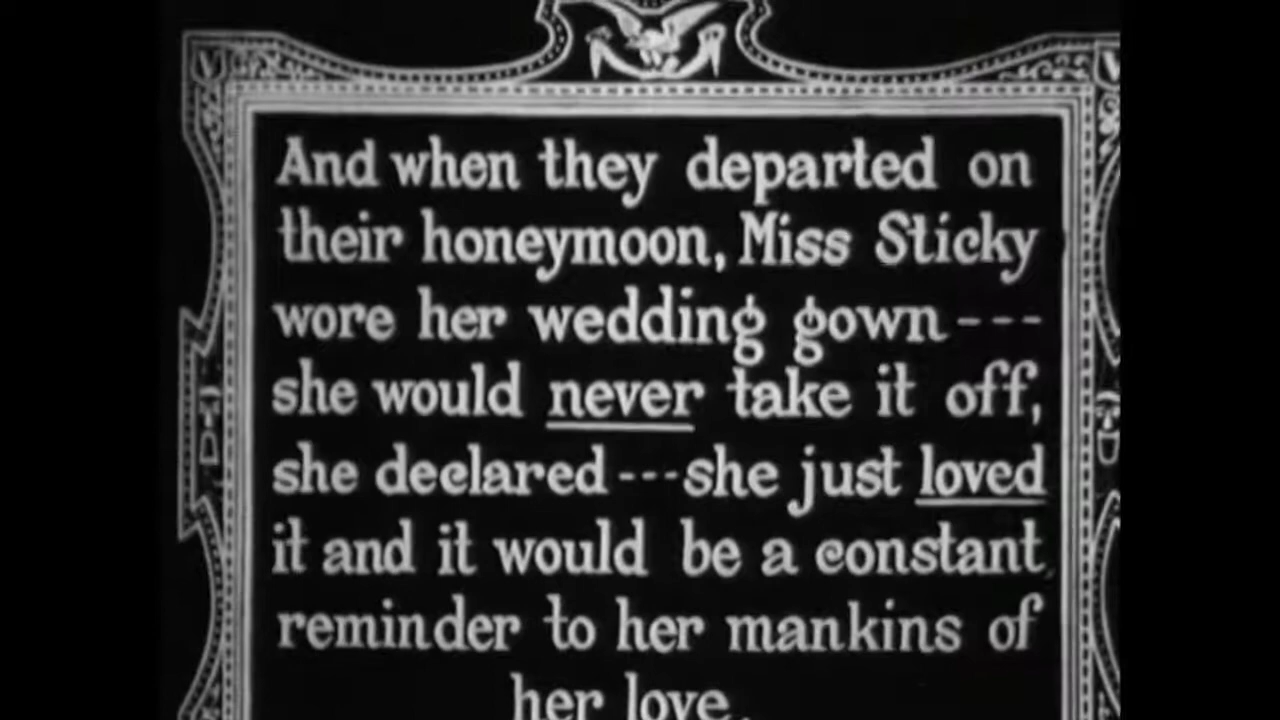 And when they departed on
their honeymoon, Miss Sticky
wore her wedding gown---
she would never take it off,
she declared---she just loved
it and it would be a constant
reminder to her mankins of
her love.